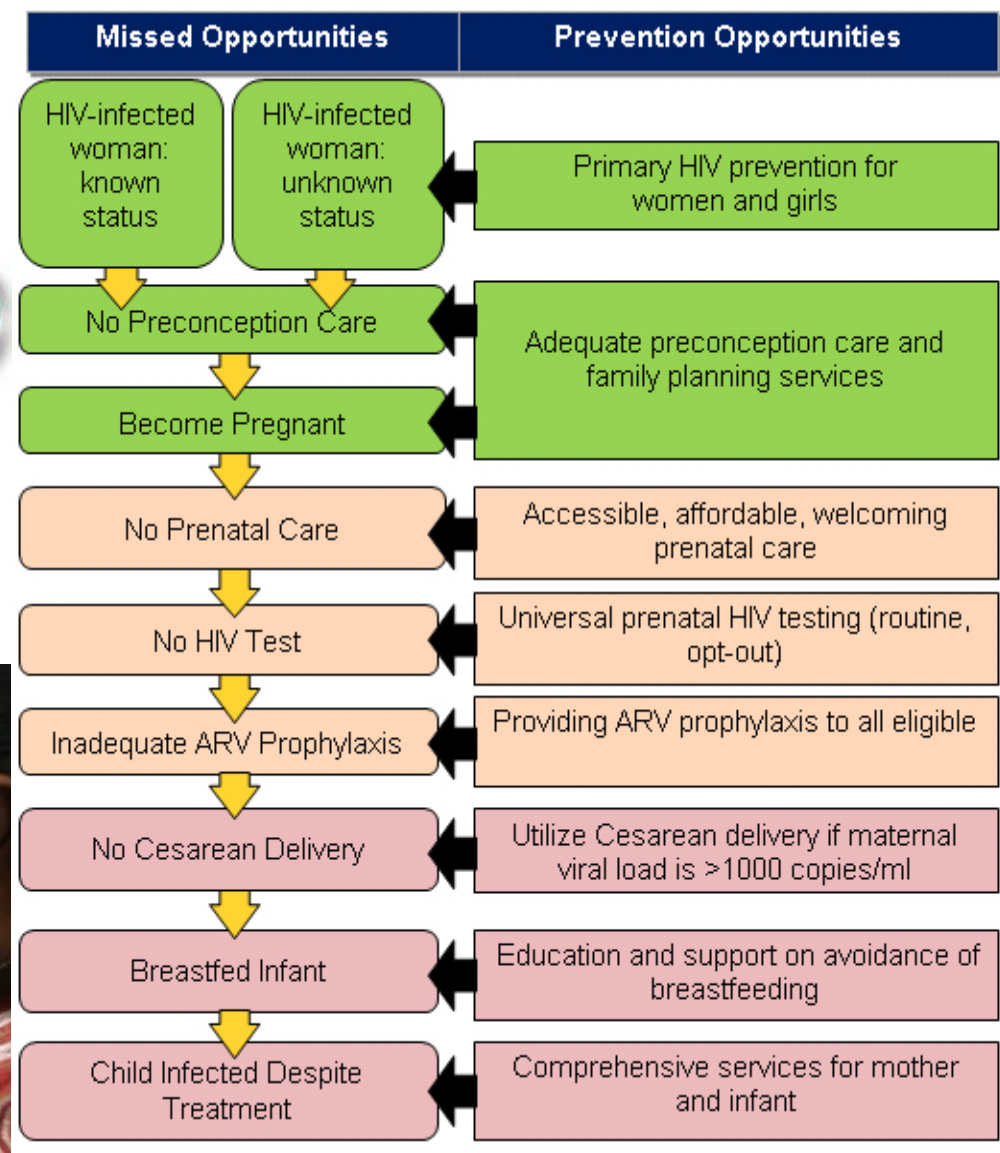 Missed Opportunities
Prevention Opportunities
HIV-infected
woman:
known
status
HIV-infected
woman:
unknown
status
Primary HIV prevention for
women and girls
No Preconception Care
Adequate preconception care and
family planning services
Become Pregnant
No Prenatal Care
Accessible, affordable, welcoming
prenatal care
No HIV Test
Universal prenatal HIV testing (routine,
opt-out)
Inadequate ARV Prophylaxis
Providing ARV prophylaxis to all eligible
No Cesarean Delivery
Utilize Cesarean delivery if maternal
viral load is >1000 copies/ml
Breastfed Infant
Education and support on avoidance of
breastfeeding
Child Infected Despite
Treatment
Comprehensive services for mother
and infant